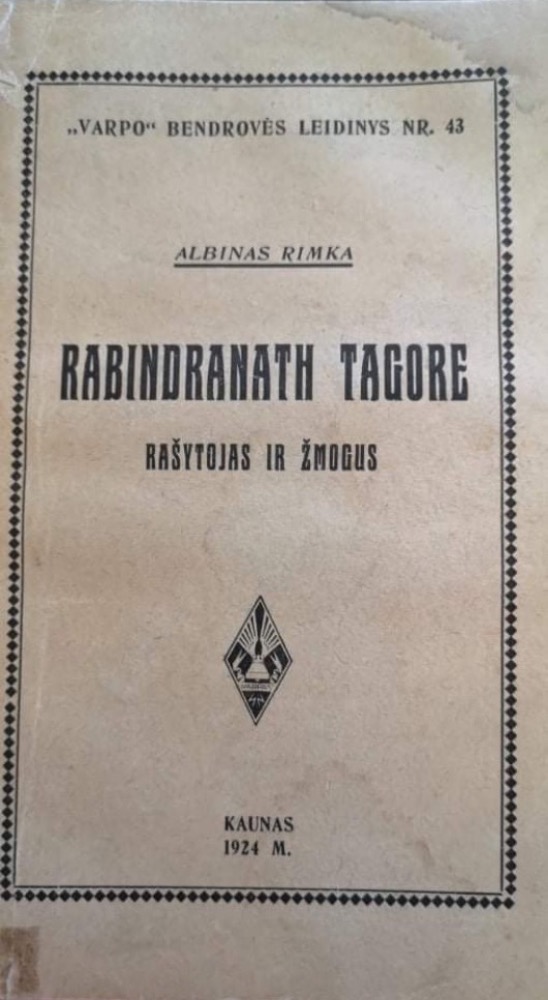 „VARPO“ BENDROVĖS LEIDINYS NR. 43
ALBINAS RIMKA
RABINDRANATH TAGORE
RAŠYTOJAS IR ŽMOGUS
KAUNAS
1924 M.